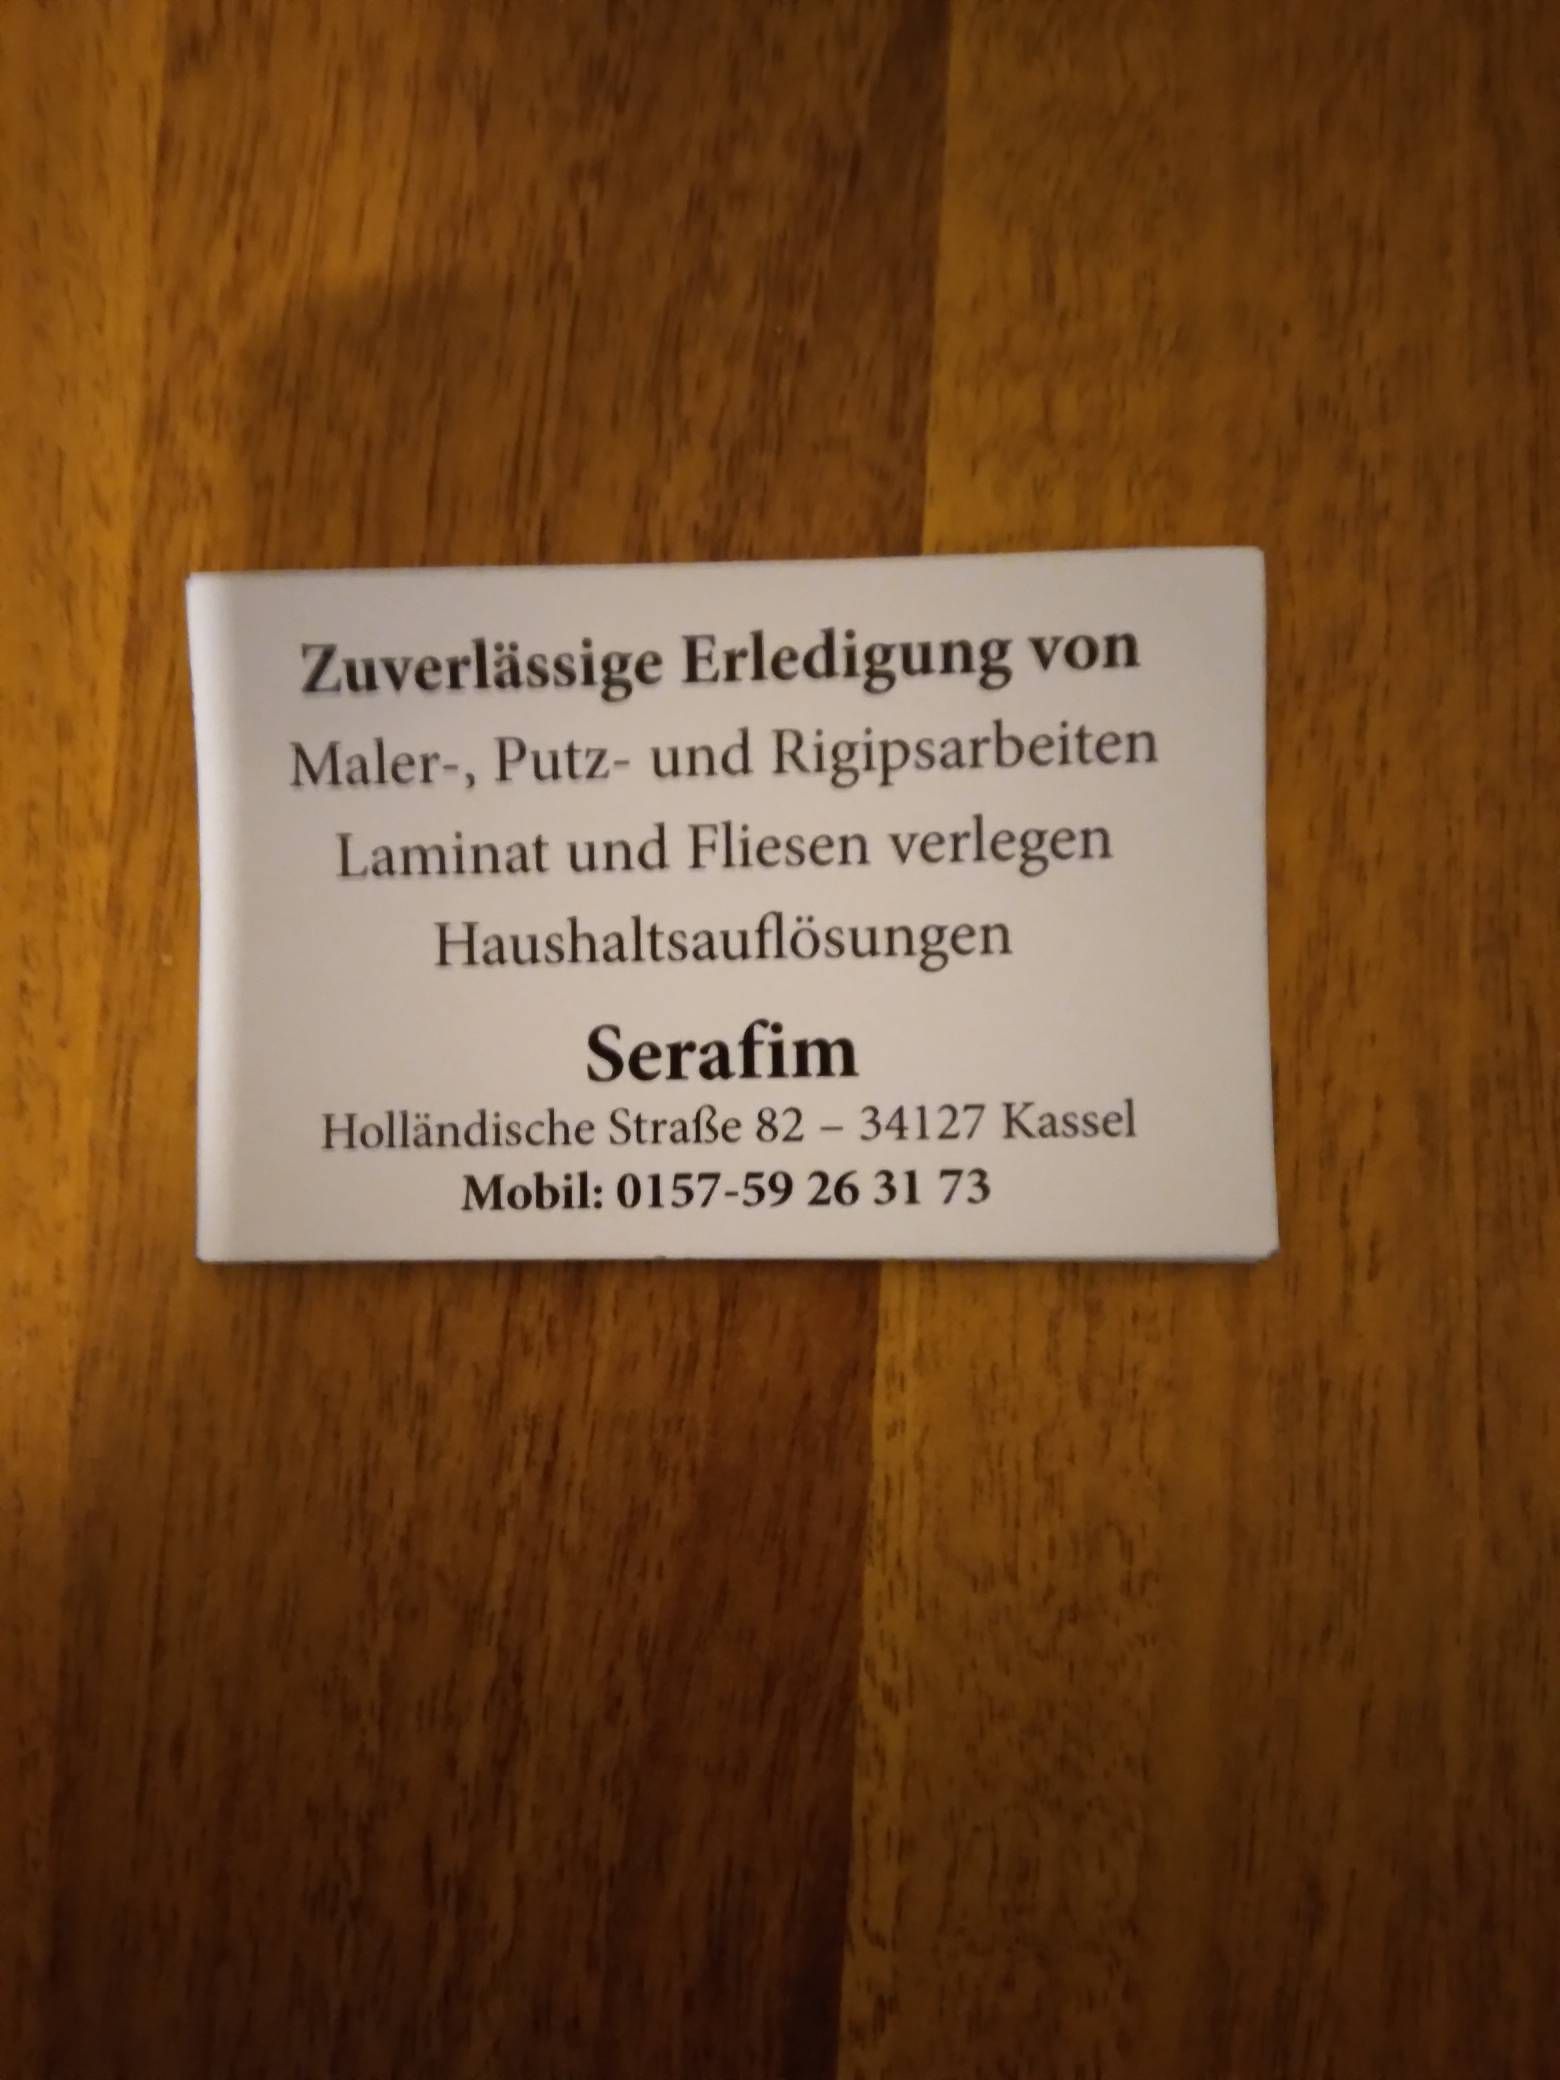 Zuverlässige Erledigung von
Maler-, Putz- und Rigipsarbeiten
Laminat und Fliesen verlegen
Haushaltsauflösungen
Serafim
Holländische Straße 82 – 34127 Kassel
Mobil: 0157-59 26 31 73